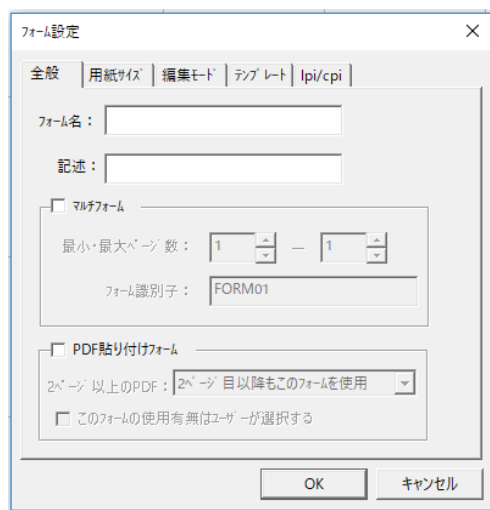 ﾌｫｰﾑ設定
全般 用紙ｻｲｽﾞ 編集ﾓｰﾄﾞ ﾃﾝﾌﾟﾚｰﾄ lpi/cpi
ﾌｫｰﾑ名：
記述：
ﾏﾙﾁﾌｫｰﾑ
最小・最大ﾍﾟｰｼﾞ数： 1 ― 1
ﾌｫｰﾑ識別子： FORM01
PDF貼り付けﾌｫｰﾑ
2ﾍﾟｰｼﾞ以上のPDF： 2ﾍﾟｰｼﾞ目以降もこのﾌｫｰﾑを使用
このﾌｫｰﾑの使用有無はﾕｰｻﾞｰが選択する
OK ｷｬﾝｾﾙ